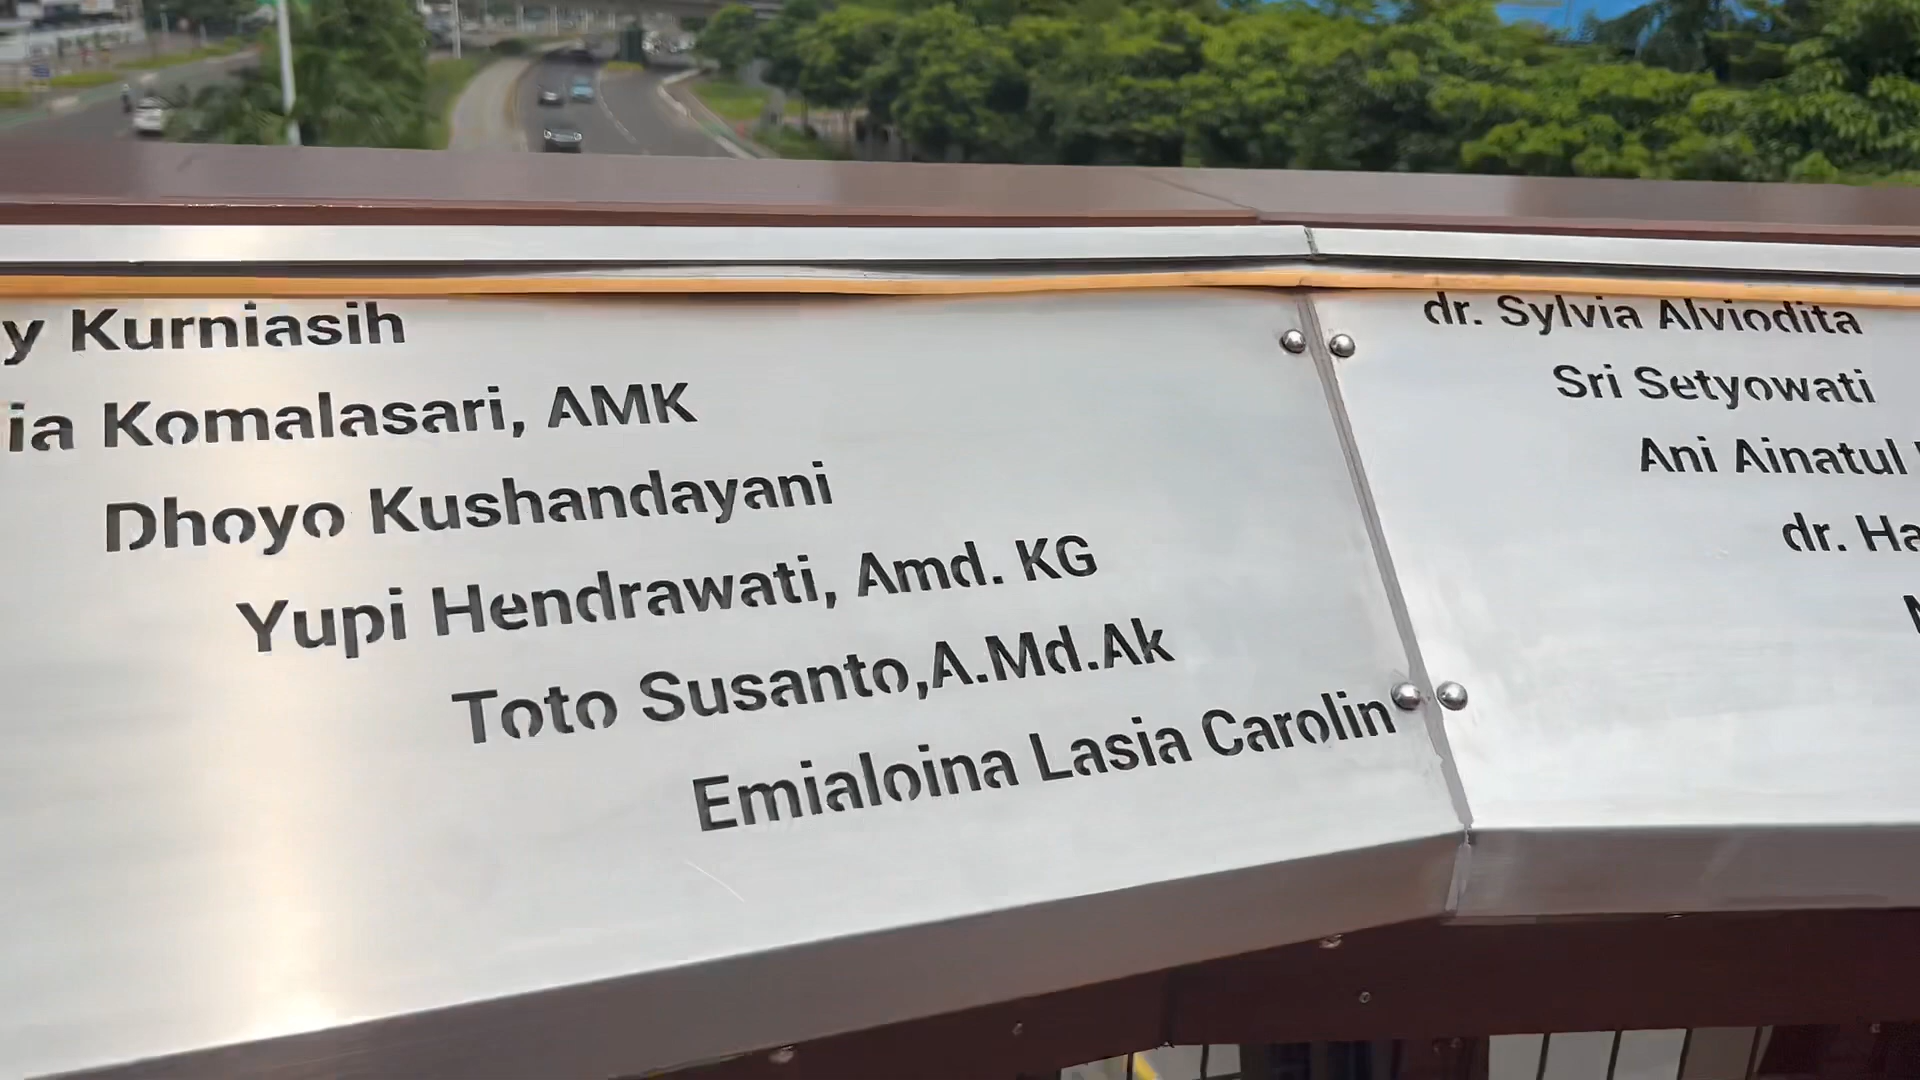 y Kurniasih
ia Komalasari, AMK
Dhoyo Kushandayani
Yupi Hendrawati, Amd. KG
Toto Susanto,A.Md.Ak
Emialoina Lasia Carolin
dr. Sylvia Alviodita
Sri Setyowati
Ani Ainatul
dr. Ha